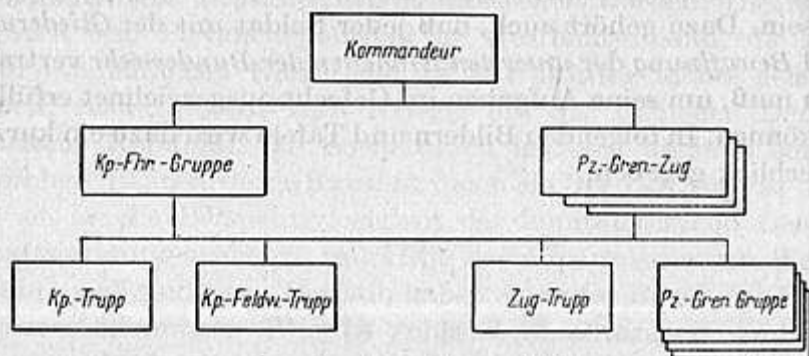 Kommandeur
Kp.-Fhr.-Gruppe
Pz.-Gren.-Zug
Kp.-Trupp
Kp.-Feldw.-Trupp
Zug-Trupp
Pz.-Gren. Gruppe